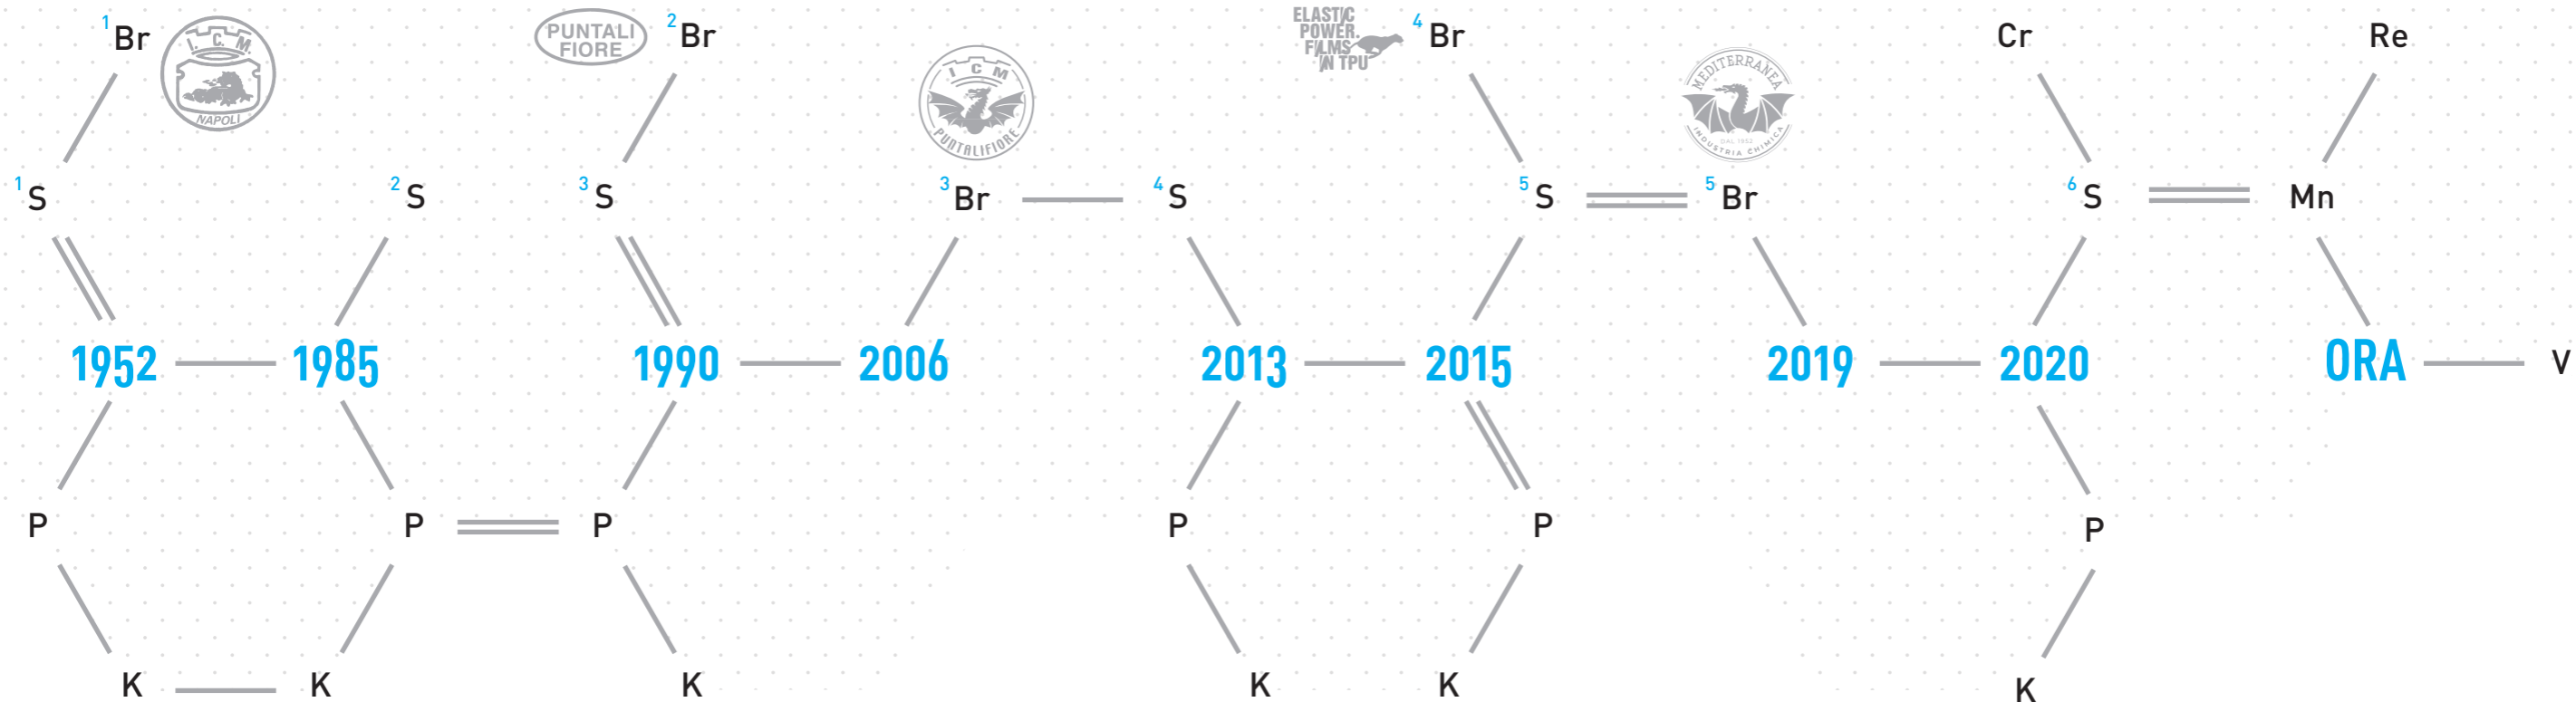 1 Br
I. C. M.
NAPOLI
PUNTALI
FIORE
2 Br
ELASTIC
POWER.
FILMS
IN TPU
4 Br
Cr
Re
I C M
PUNTALIFIORE
MEDITERRANEA
DAL 1952
INDUSTRIA CHIMICA
1 S
2 S
3 S
3 Br
4 S
5 S
5 Br
6 S
Mn
1952
1985
1990
2006
2013
2015
2019
2020
ORA
V
P
P
P
P
P
P
K
K
K
K
K
K